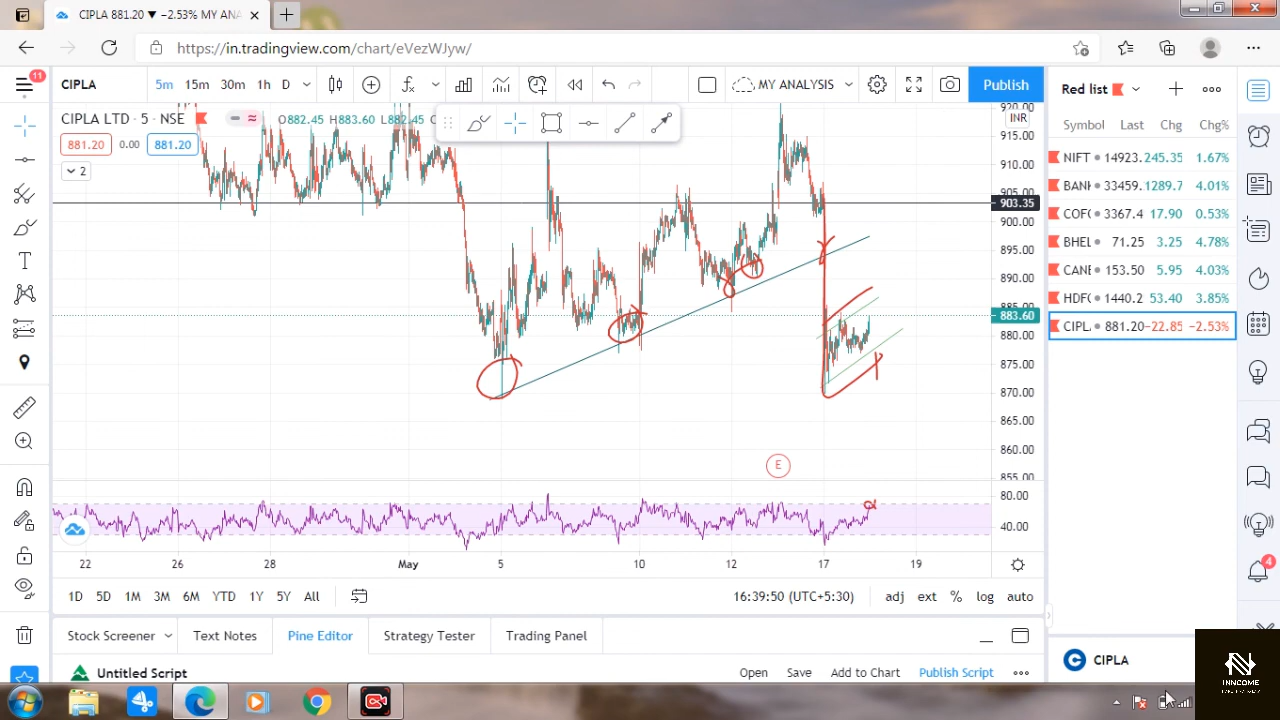 CIPLA 881.20 ▼ −2.53% MY ANA
https://in.tradingview.com/chart/eVezWJyw/
11
CIPLA
5m 15m 30m 1h D
MY ANALYSIS
Publish
Red list
CIPLA LTD · 5 · NSE
O882.45 H883.60 L882.45
INR
881.20 0.00 881.20
2
920.00
915.00
910.00
905.00
903.35
900.00
895.00
890.00
885.00
883.60
880.00
875.00
870.00
865.00
860.00
855.00
E
80.00
40.00
22 26 28 May 5 10 12 17 19
Symbol Last Chg Chg%
NIFT 14923. 245.35 1.67%
BANK 33459. 1289.7 4.01%
COFO 3367.4 17.90 0.53%
BHEL 71.25 3.25 4.78%
CANE 153.50 5.95 4.03%
HDFC 1440.2 53.40 3.85%
CIPL 881.20 −22.85 −2.53%
1D 5D 1M 3M 6M YTD 1Y 5Y All
16:39:50 (UTC+5:30)
adj ext % log auto
Stock Screener Text Notes Pine Editor Strategy Tester Trading Panel
Untitled Script
Open Save Add to Chart Publish Script
4
CIPLA
INNCOME